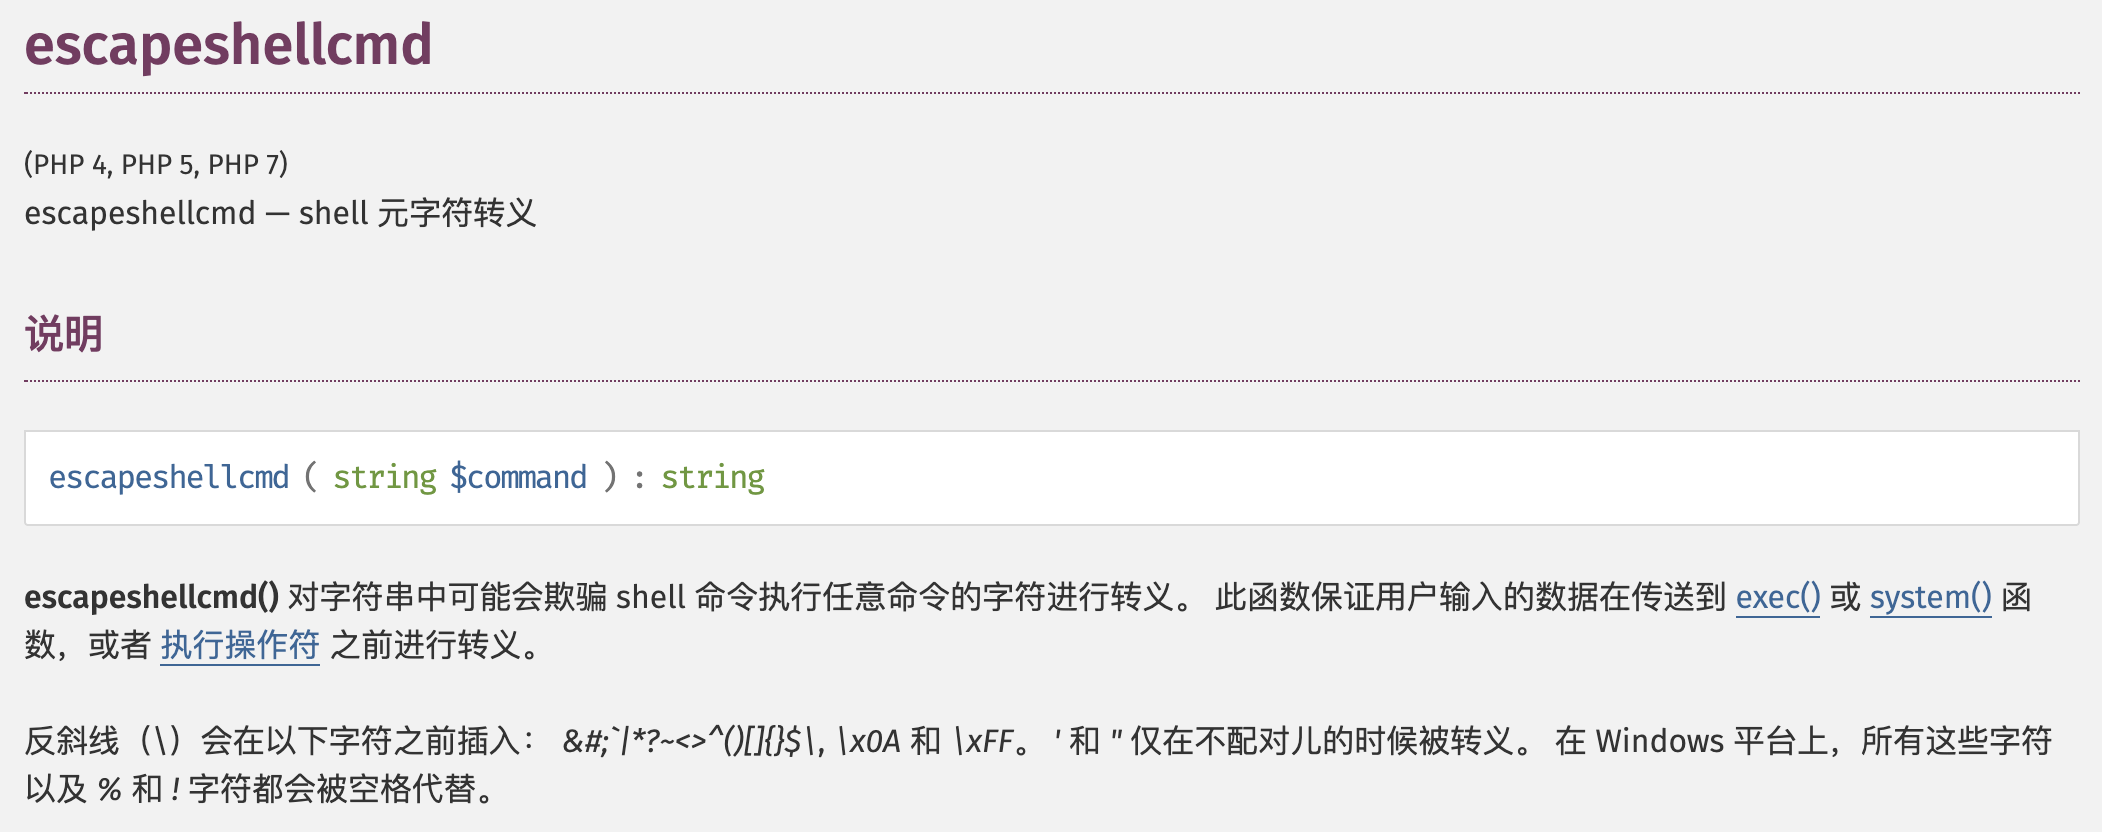 escapeshellcmd
(PHP 4, PHP 5, PHP 7)
escapeshellcmd — shell 元字符转义
说明
escapeshellcmd ( string $command ) : string
escapeshellcmd() 对字符串中可能会欺骗 shell 命令执行任意命令的字符进行转义。 此函数保证用户输入的数据在传送到 exec() 或 system() 函
数，或者 执行操作符 之前进行转义。
反斜线（\）会在以下字符之前插入： &#;`|*?~<>^()[]{}$\, \x0A 和 \xFF。 ' 和 " 仅在不配对儿的时候被转义。 在 Windows 平台上，所有这些字符
以及 % 和 ! 字符都会被空格代替。